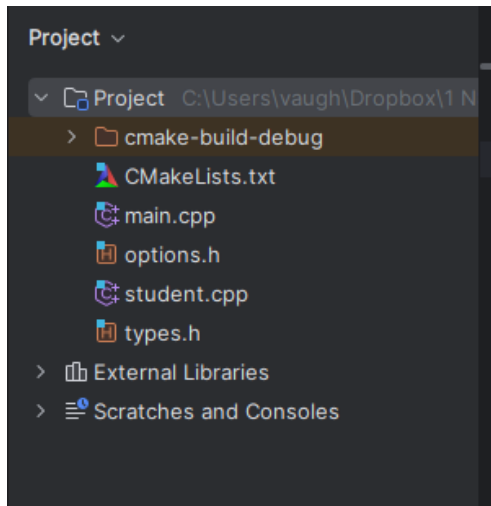 Project
Project C:\Users\vaugh\Dropbox\1 N
cmake-build-debug
CMakeLists.txt
main.cpp
options.h
student.cpp
types.h
External Libraries
Scratches and Consoles